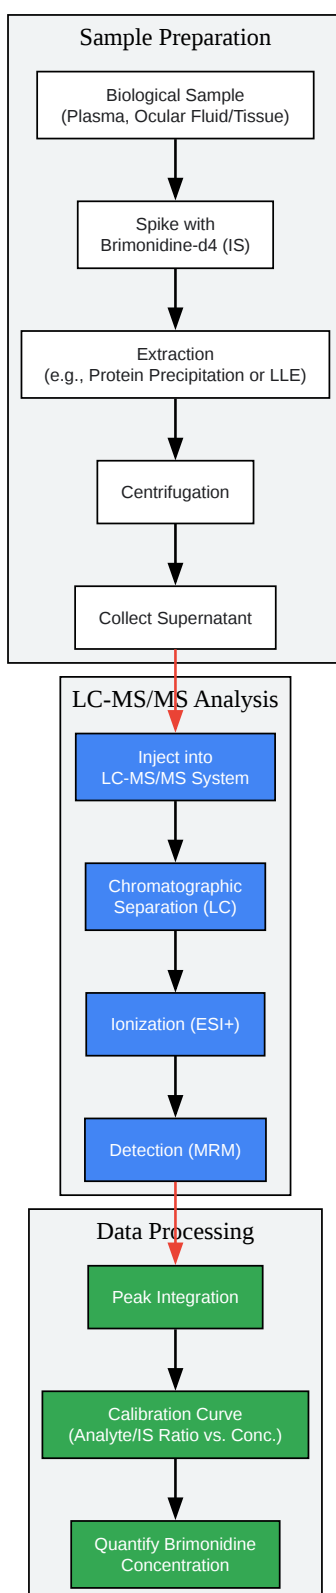 Sample Preparation
Biological Sample
(Plasma, Ocular Fluid/Tissue)
Spike with
Brimonidine-d4 (IS)
Extraction
(e.g., Protein Precipitation or LLE)
Centrifugation
Collect Supernatant
LC-MS/MS Analysis
Inject into
LC-MS/MS System
Chromatographic
Separation (LC)
Ionization (ESI+)
Detection (MRM)
Data Processing
Peak Integration
Calibration Curve
(Analyte/IS Ratio vs. Conc.)
Quantify Brimonidine
Concentration